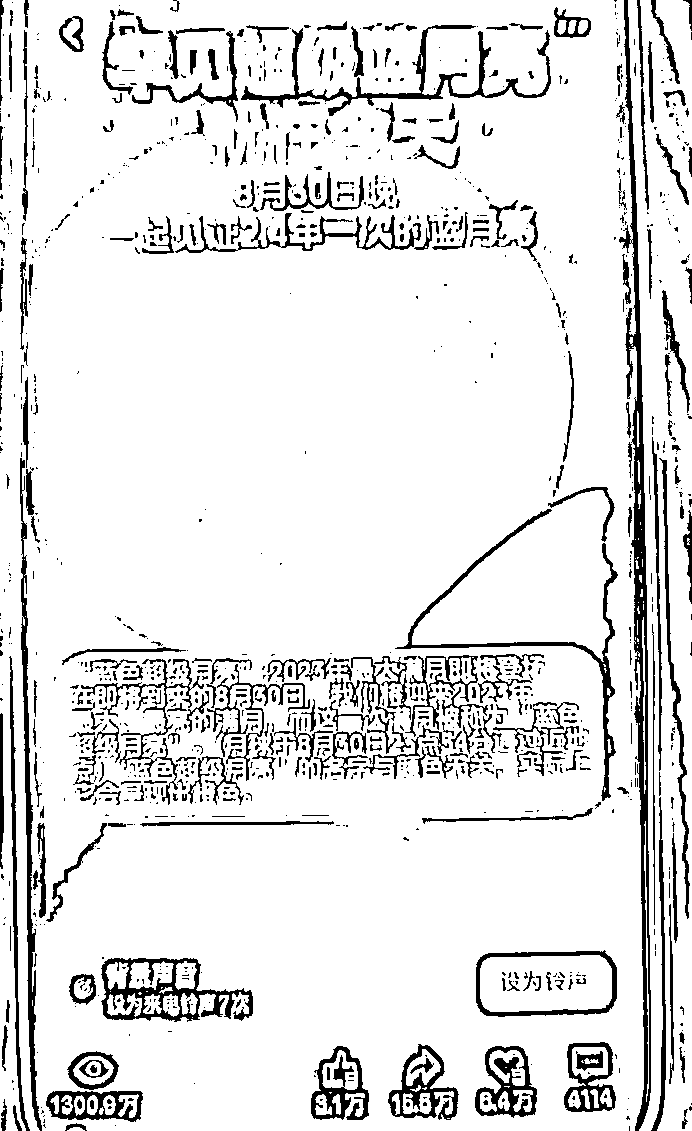 罕见超级蓝月亮
就在今天
8月30日晚
一起见证2.4年一次的蓝月亮
"蓝色超级月亮"：2023年最大满月即将登场
在即将到来的8月30日，我们将迎来2023年
最大、最亮的满月，而这一次满月被称为"蓝色
超级月亮"。（月球于8月30日23点54分通过近地
点）"蓝色超级月亮"的名字与颜色无关，实际上
它会呈现出橙色。
背景声音
设为来电铃声7次
设为铃声
1300.9万
9.1万
15.5万
6.4万
4114